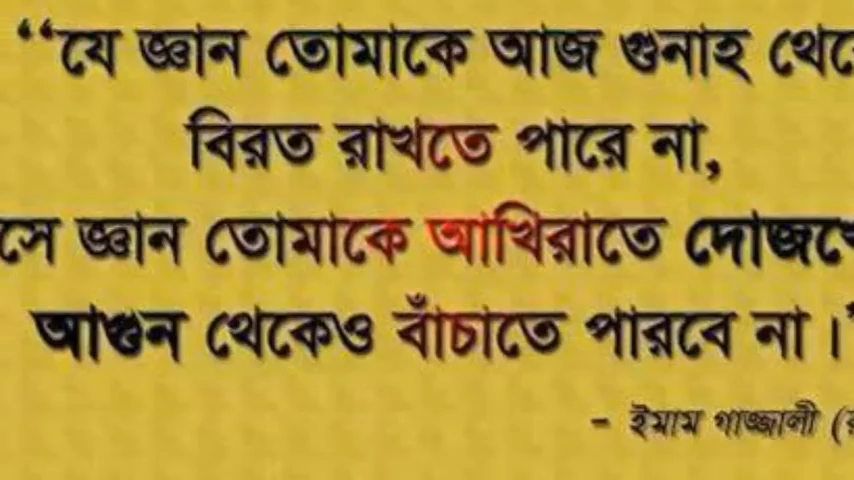 “যে জ্ঞান তোমাকে আজ গুনাহ থেকে
বিরত রাখতে পারে না,
সে জ্ঞান তোমাকে আখিরাতে দোজখের
আগুন থেকেও বাঁচাতে পারবে না।”
- ইমাম গাজ্জালী (র